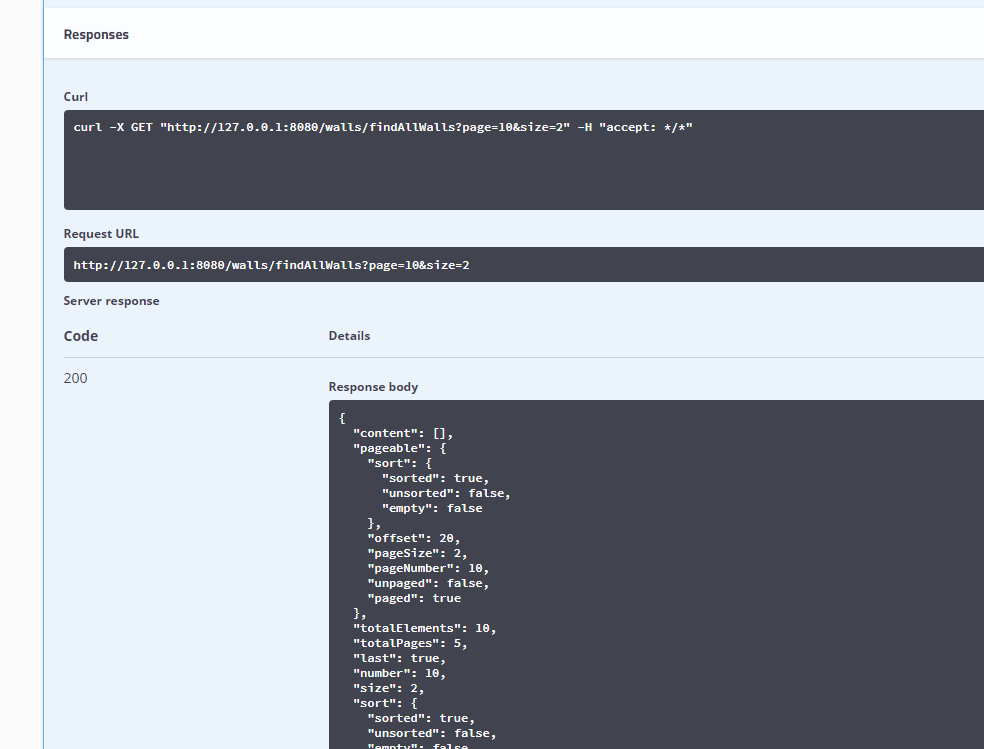 Responses
Curl
curl -X GET "http://127.0.0.1:8080/walls/findAllWalls?page=10&size=2" -H "accept: */*"
Request URL
http://127.0.0.1:8080/walls/findAllWalls?page=10&size=2
Server response
Code Details
200
Response body
{
  "content": [],
  "pageable": {
    "sort": {
      "sorted": true,
      "unsorted": false,
      "empty": false
    },
    "offset": 20,
    "pageSize": 2,
    "pageNumber": 10,
    "unpaged": false,
    "paged": true
  },
  "totalElements": 10,
  "totalPages": 5,
  "last": true,
  "number": 10,
  "size": 2,
  "sort": {
    "sorted": true,
    "unsorted": false,
    "empty": false